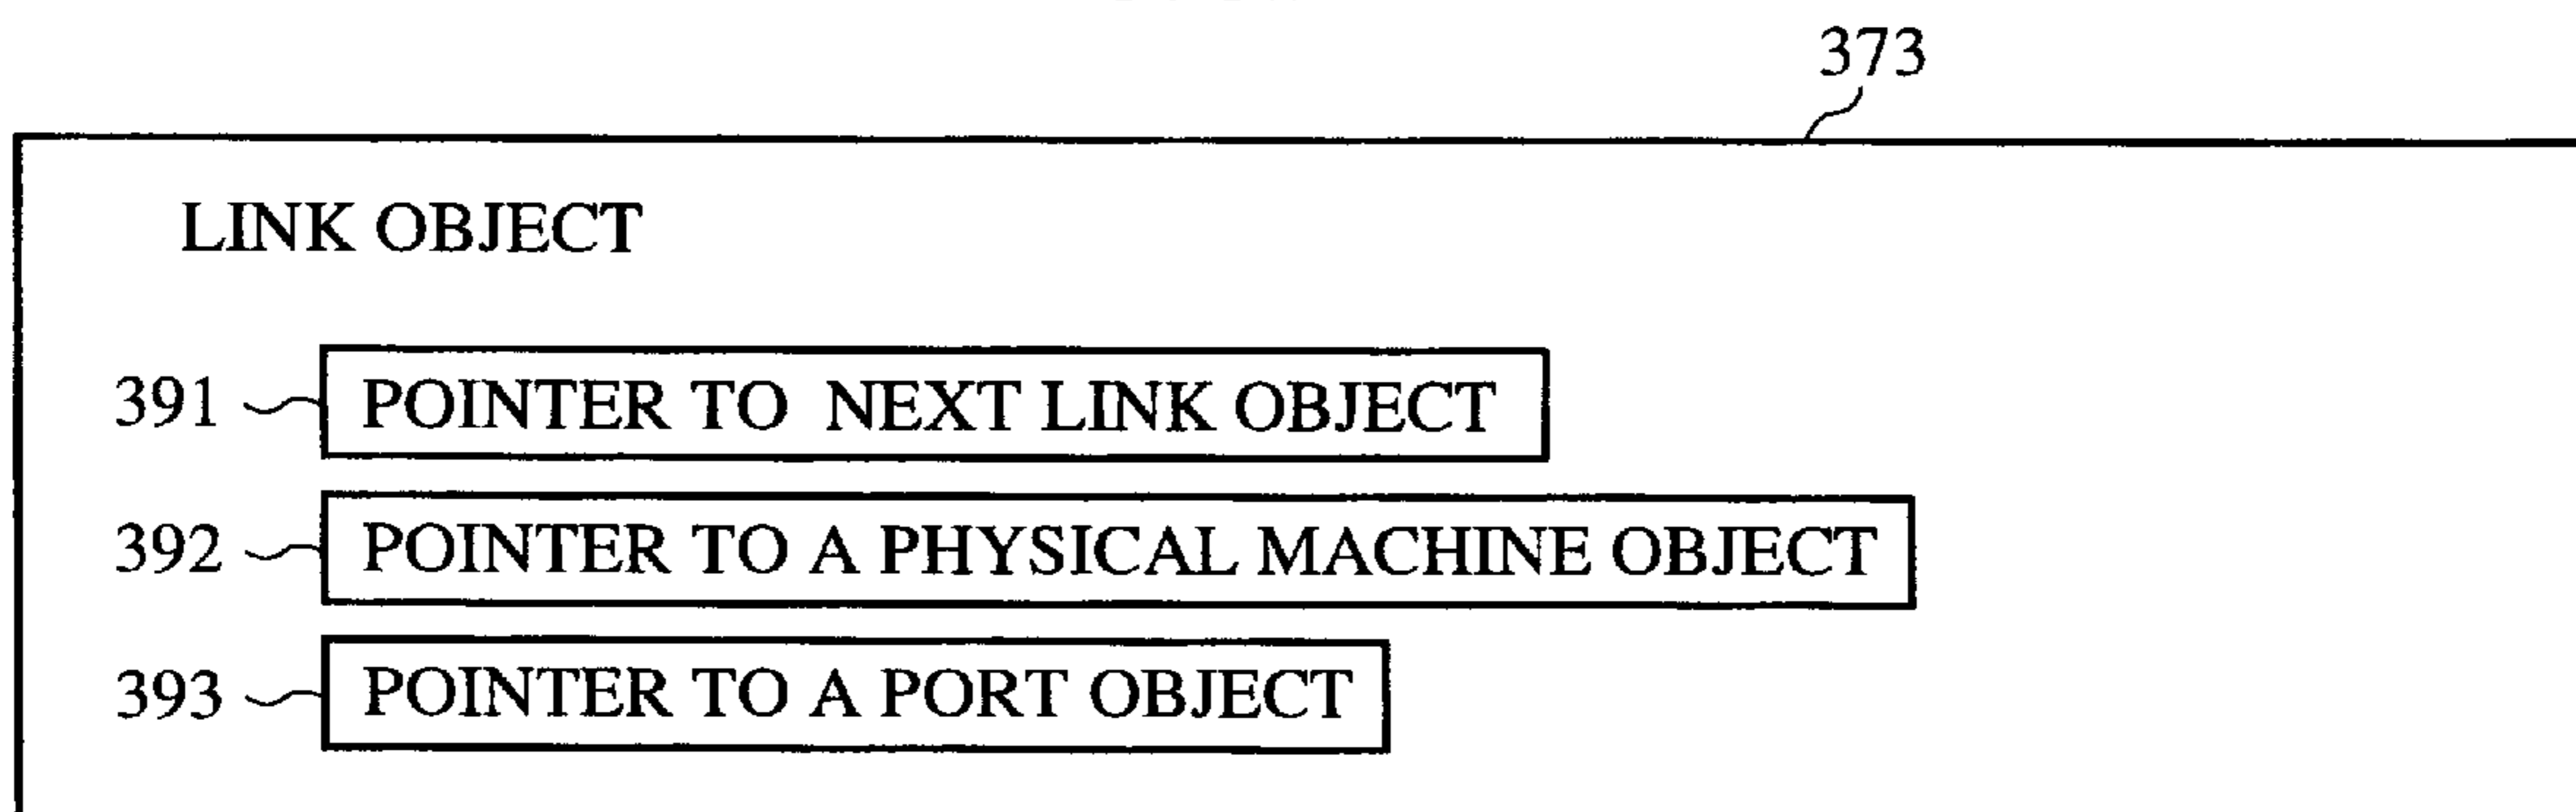 373
LINK OBJECT
391 POINTER TO NEXT LINK OBJECT
392 POINTER TO A PHYSICAL MACHINE OBJECT
393 POINTER TO A PORT OBJECT